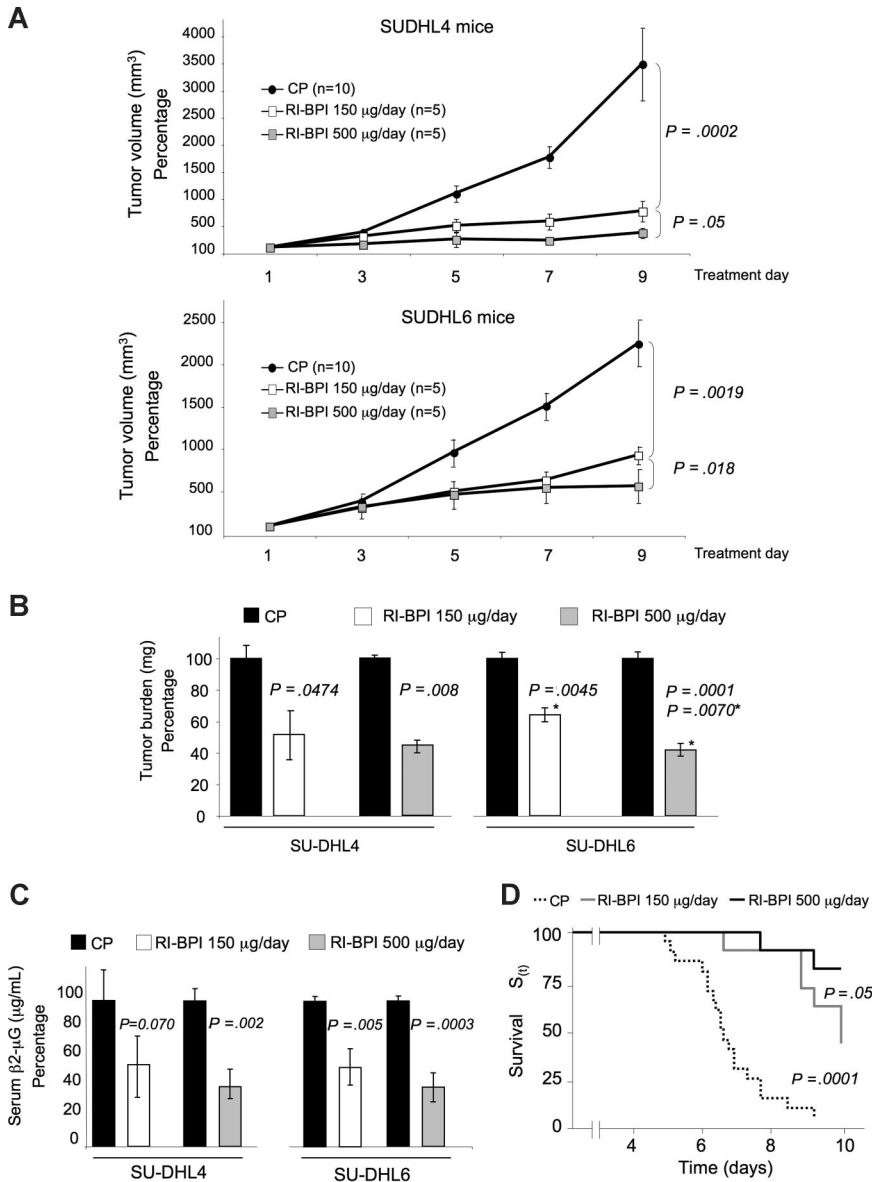 A
SUDHL4 mice
Tumor volume (mm³)
Percentage
4000
3500
3000
2500
2000
1500
1000
500
100
CP (n=10)
RI-BPI 150 µg/day (n=5)
RI-BPI 500 µg/day (n=5)
P = .0002
P = .05
1 3 5 7 9 Treatment day
SUDHL6 mice
Tumor volume (mm³)
Percentage
2500
2000
1500
1000
500
100
CP (n=10)
RI-BPI 150 µg/day (n=5)
RI-BPI 500 µg/day (n=5)
P = .0019
P = .018
1 3 5 7 9 Treatment day
B
CP RI-BPI 150 µg/day RI-BPI 500 µg/day
Tumor burden (mg)
Percentage
100
80
60
40
20
0
P =.0474 P =.008 P =.0045 P =.0001
P =.0070*
*
*
SU-DHL4 SU-DHL6
C
CP RI-BPI 150 µg/day RI-BPI 500 µg/day
Serum β2-µG (µg/mL)
Percentage
100
80
60
40
20
0
P=0.070 P =.002 P =.005 P =.0003
SU-DHL4 SU-DHL6
D
CP RI-BPI 150 µg/day RI-BPI 500 µg/day
Survival S(t)
100
75
50
25
0
P =.05
P =.0001
4 6 8 10
Time (days)